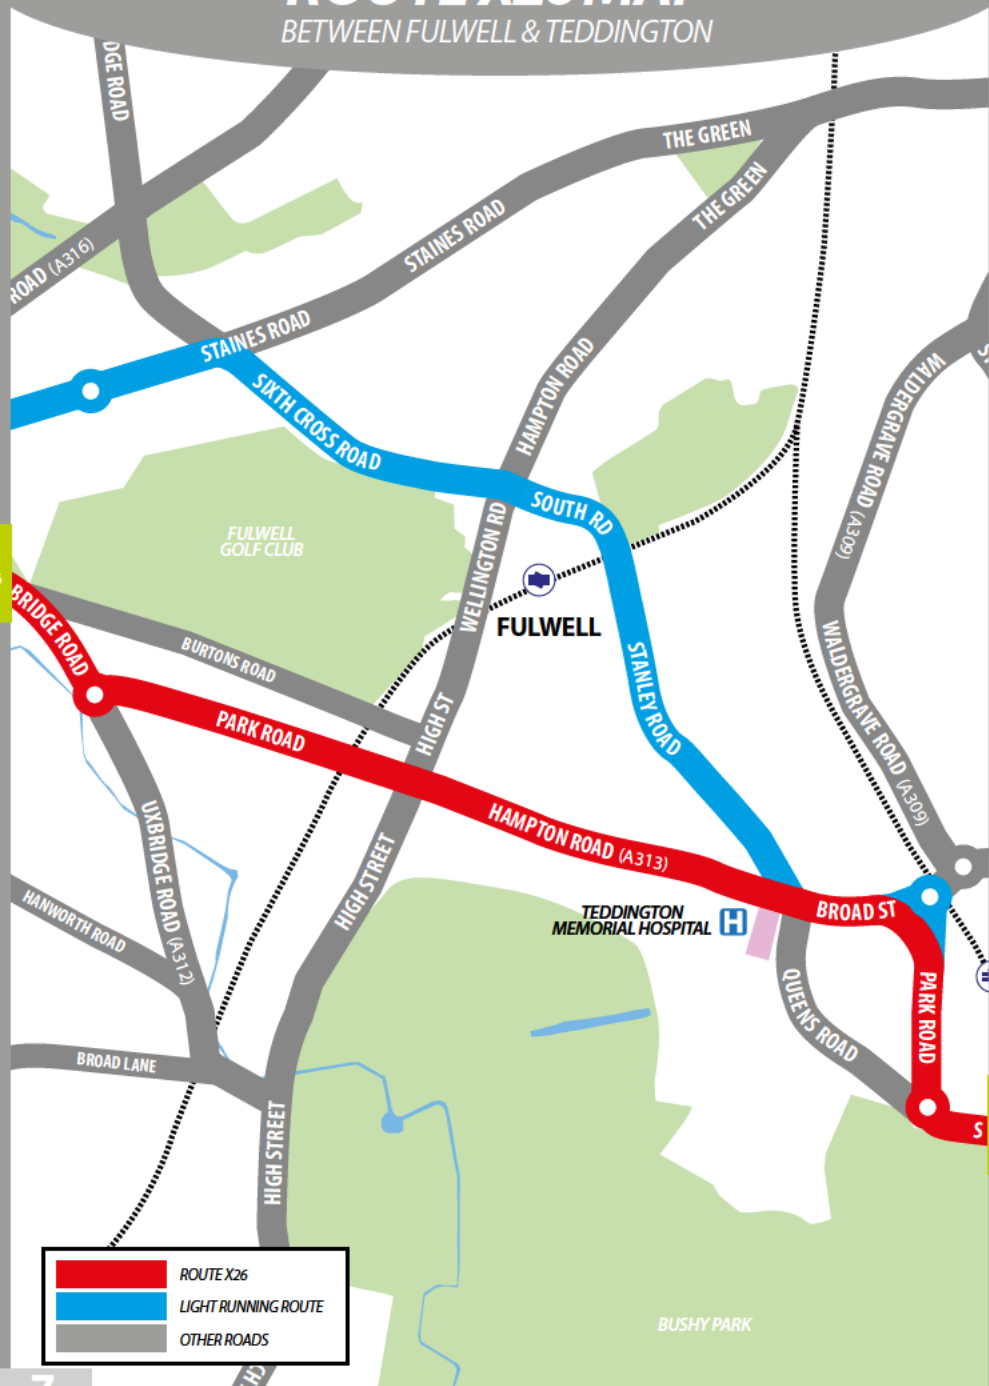 ROUTE X26 MAP
BETWEEN FULWELL & TEDDINGTON
DGE ROAD
THE GREEN
THE GREEN
STAINES ROAD
ROAD (A316)
STAINES ROAD
SIXTH CROSS ROAD
HAMPTON ROAD
WALDERGRAVE ROAD (A309)
SOUTH RD
FULWELL
GOLF CLUB
WELLINGTON RD
FULWELL
BRIDGE ROAD
BURTONS ROAD
STANLEY ROAD
WALDERGRAVE ROAD (A309)
PARK ROAD
HIGH ST
HAMPTON ROAD (A313)
UXBRIDGE ROAD (A312)
HIGH STREET
HANWORTH ROAD
TEDDINGTON
MEMORIAL HOSPITAL
H
BROAD ST
QUEENS ROAD
PARK ROAD
BROAD LANE
HIGH STREET
S
ROUTE X26
LIGHT RUNNING ROUTE
OTHER ROADS
BUSHY PARK